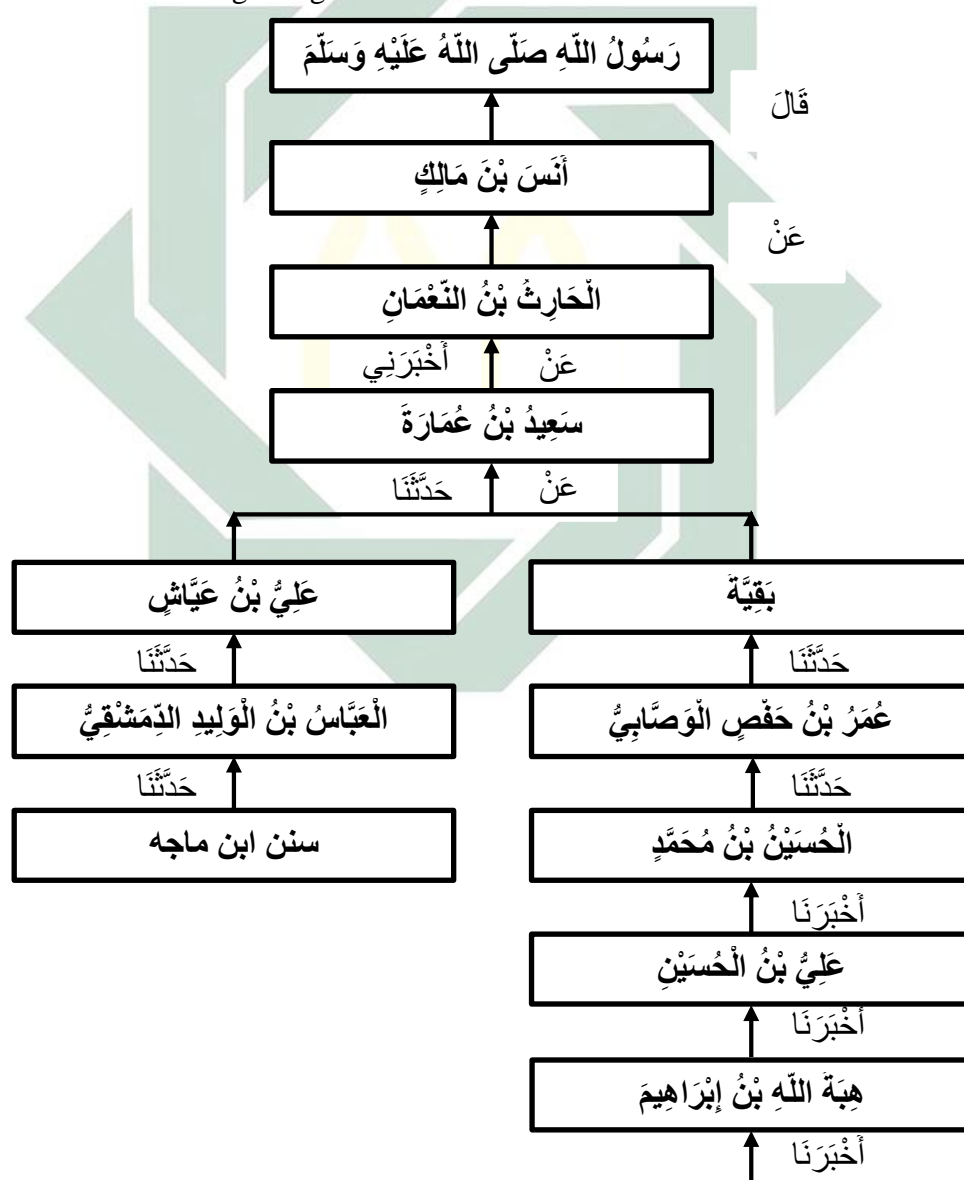 رَسُولُ اللّهِ صَلّى اللّهُ عَلَيْهِ وَسَلّمَ
قَالَ
أَنَسَ بْنَ مَالِكٍ
عَنْ
الْحَارِثُ بْنُ النّعْمَانِ
عَنْ أَخْبَرَنِي
سَعِيدُ بْنُ عُمَارَةَ
عَنْ حَدَّثَنَا
بَقِيَّةُ
عَلِيُّ بْنُ عَيَّاشٍ
حَدَّثَنَا
حَدَّثَنَا
عُمَرُ بْنُ حَفْصٍ الْوَصَّابِيُّ
الْعَبَّاسُ بْنُ الْوَلِيدِ الدِّمَشْقِيُّ
حَدَّثَنَا
حَدَّثَنَا
الْحُسَيْنُ بْنُ مُحَمَّدٍ
سنن ابن ماجه
أَخْبَرَنَا
عَلِيُّ بْنُ الْحُسَيْنِ
أَخْبَرَنَا
هِبَةُ اللّهِ بْنُ إِبْرَاهِيمَ
أَخْبَرَنَا